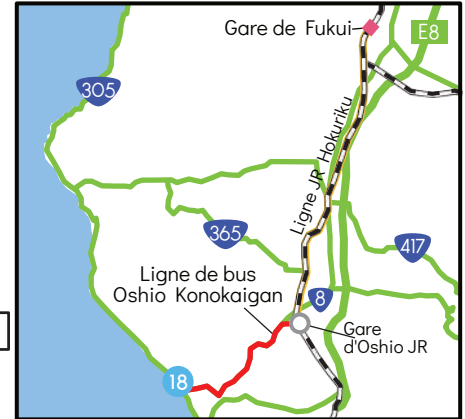 Gare de Fukui
E8
305
Ligne JR Hokuriku
365
417
Ligne de bus
Oshio Konokaigan
8
Gare
d'Oshio JR
18